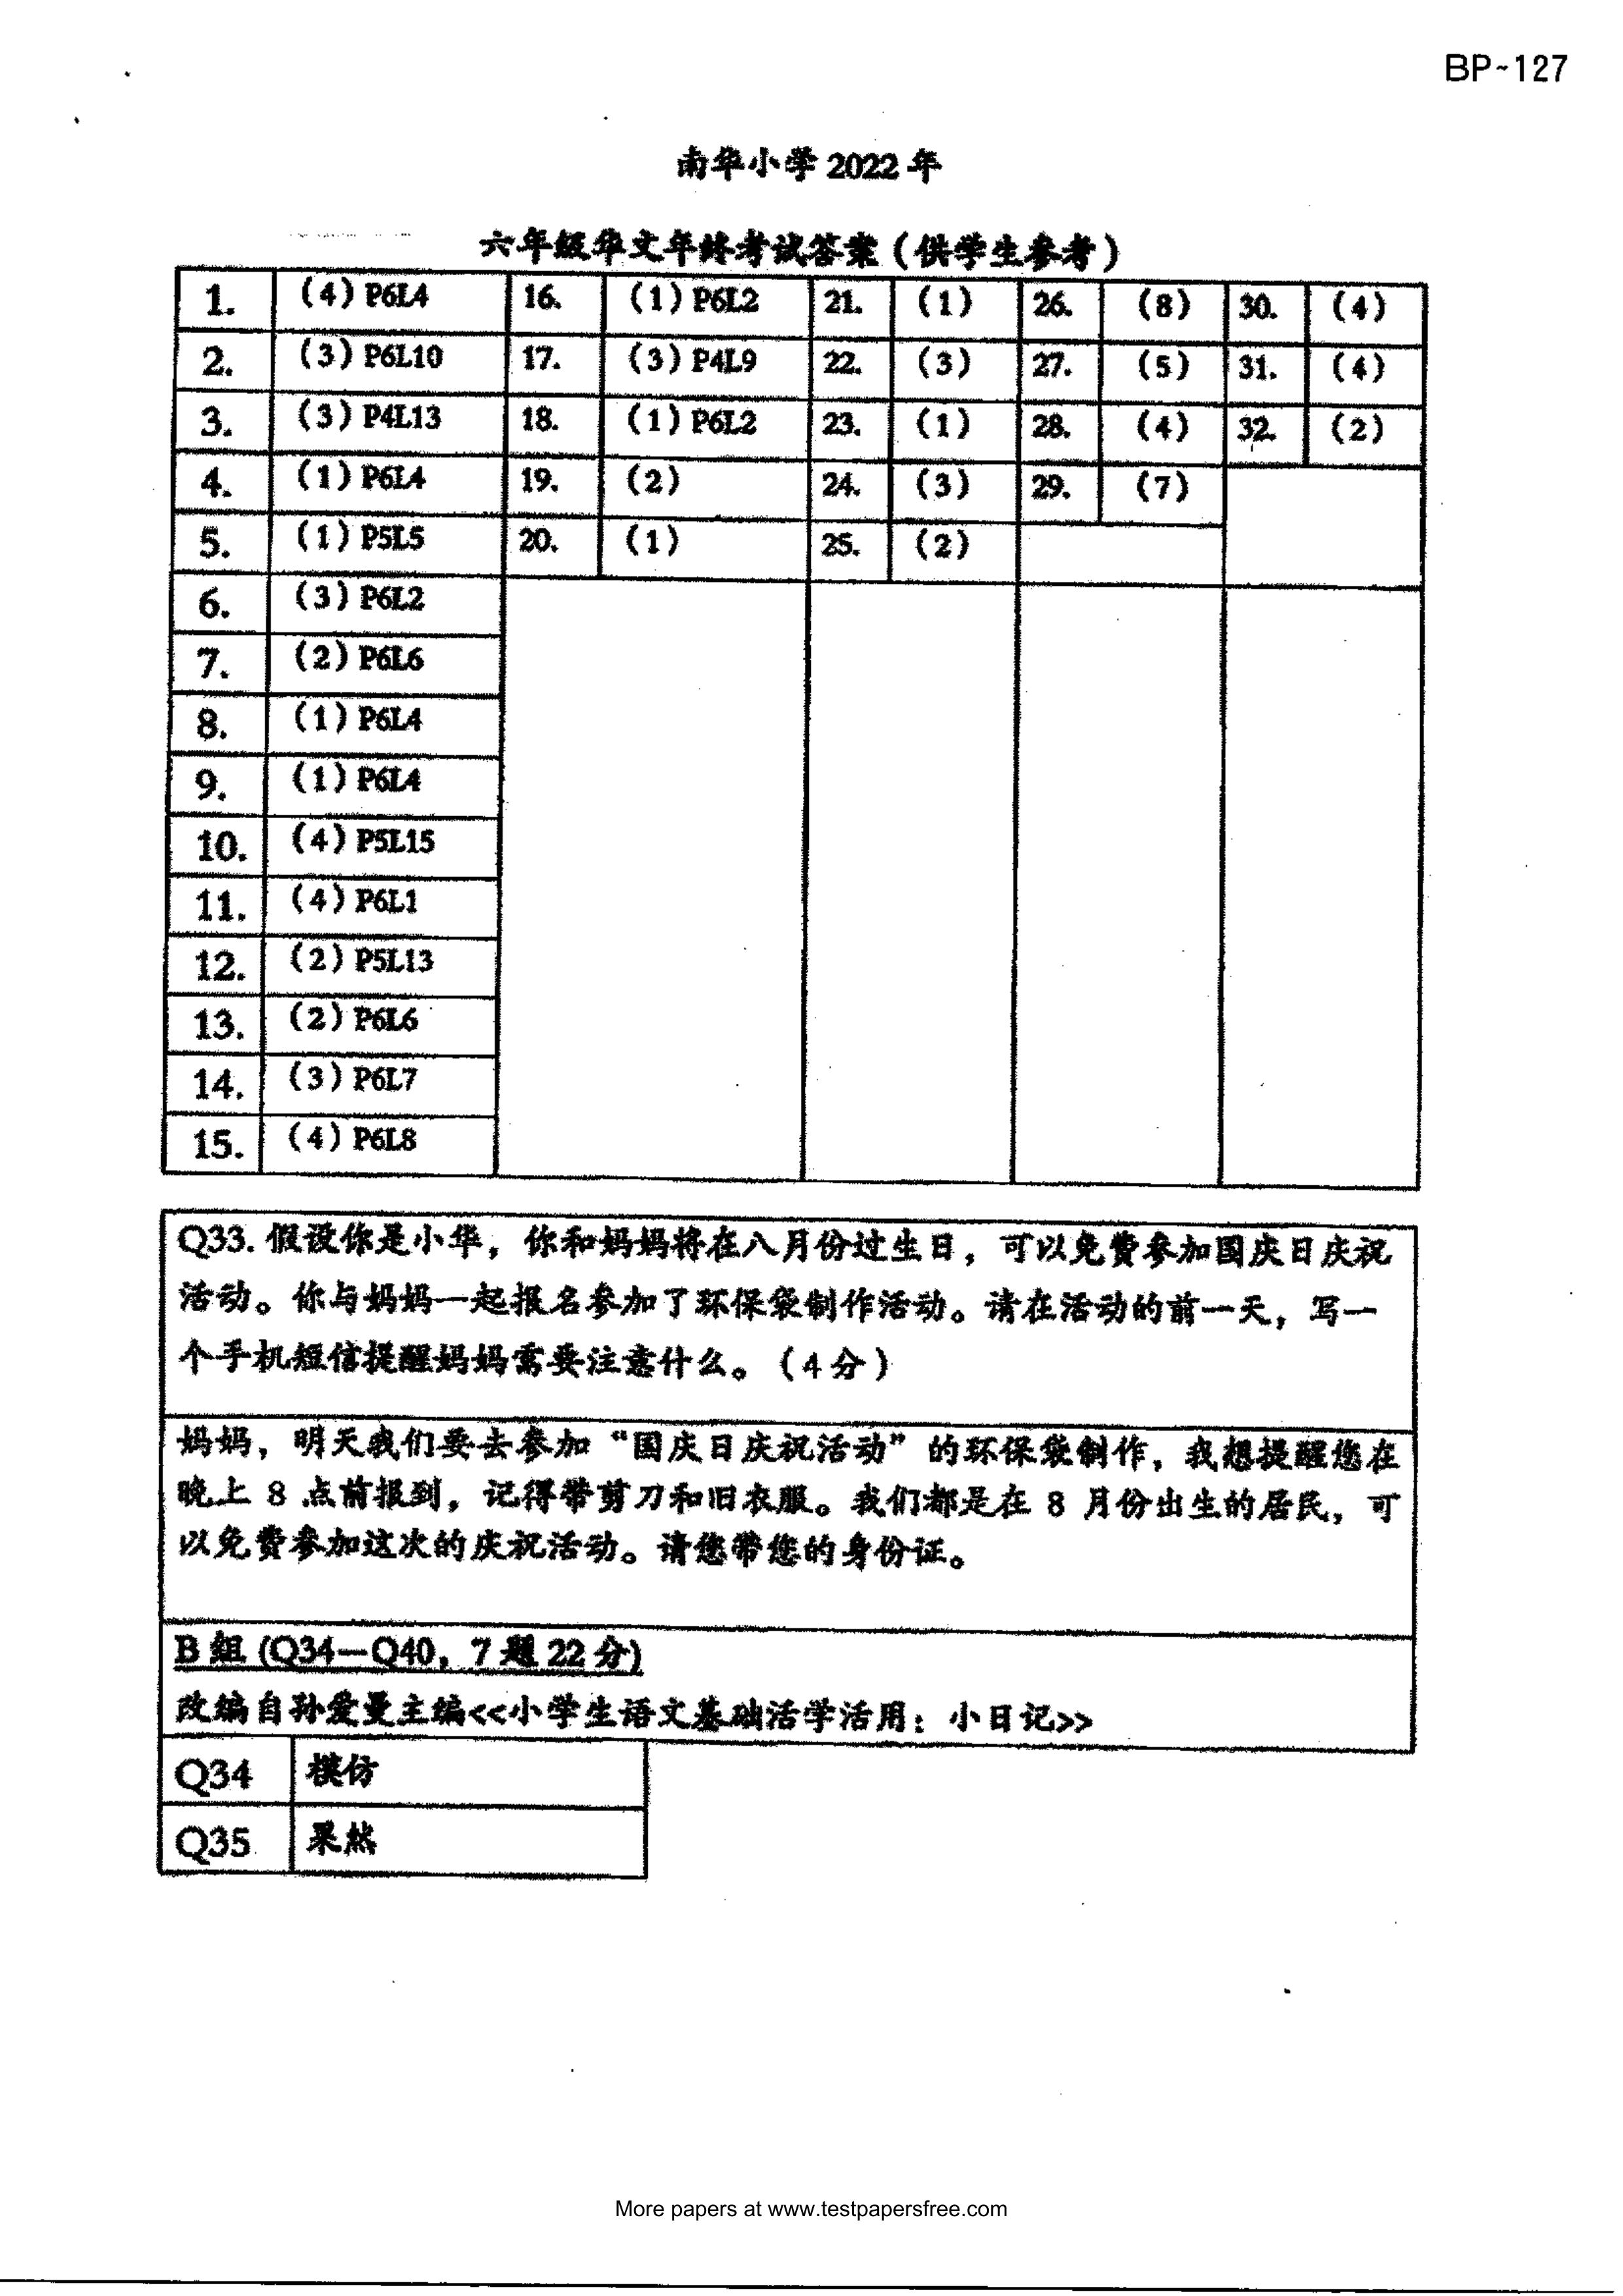 BP-127
南华小学 2022 年
六年级华文年终考试答案（供学生参考）
1. （4）P6L4 16. （1）P6L2 21. （1） 26. （8） 30. （4）
2. （3）P6L10 17. （3）P4L9 22. （3） 27. （5） 31. （4）
3. （3）P4L13 18. （1）P6L2 23. （1） 28. （4） 32. （2）
4. （1）P6L4 19. （2） 24. （3） 29. （7）
5. （1）P5L5 20. （1） 25. （2）
6. （3）P6L2
7. （2）P6L6
8. （1）P6L4
9. （1）P6L4
10. （4）P5L15
11. （4）P6L1
12. （2）P5L13
13. （2）P6L6
14. （3）P6L7
15. （4）P6L8
Q33. 假设你是小华，你和妈妈将在八月份过生日，可以免费参加国庆日庆祝
活动。你与妈妈一起报名参加了环保袋制作活动。请在活动的前一天，写一
个手机短信提醒妈妈需要注意什么。（4 分）
妈妈，明天我们要去参加“国庆日庆祝活动”的环保袋制作，我想提醒您在
晚上 8 点前报到，记得带剪刀和旧衣服。我们都是在 8 月份出生的居民，可
以免费参加这次的庆祝活动。请您带您的身份证。
B 组 (Q34—Q40，7 题 22 分)
改编自孙爱曼主编<<小学生语文基础活学活用：小日记>>
Q34 模仿
Q35 果然
More papers at www.testpapersfree.com